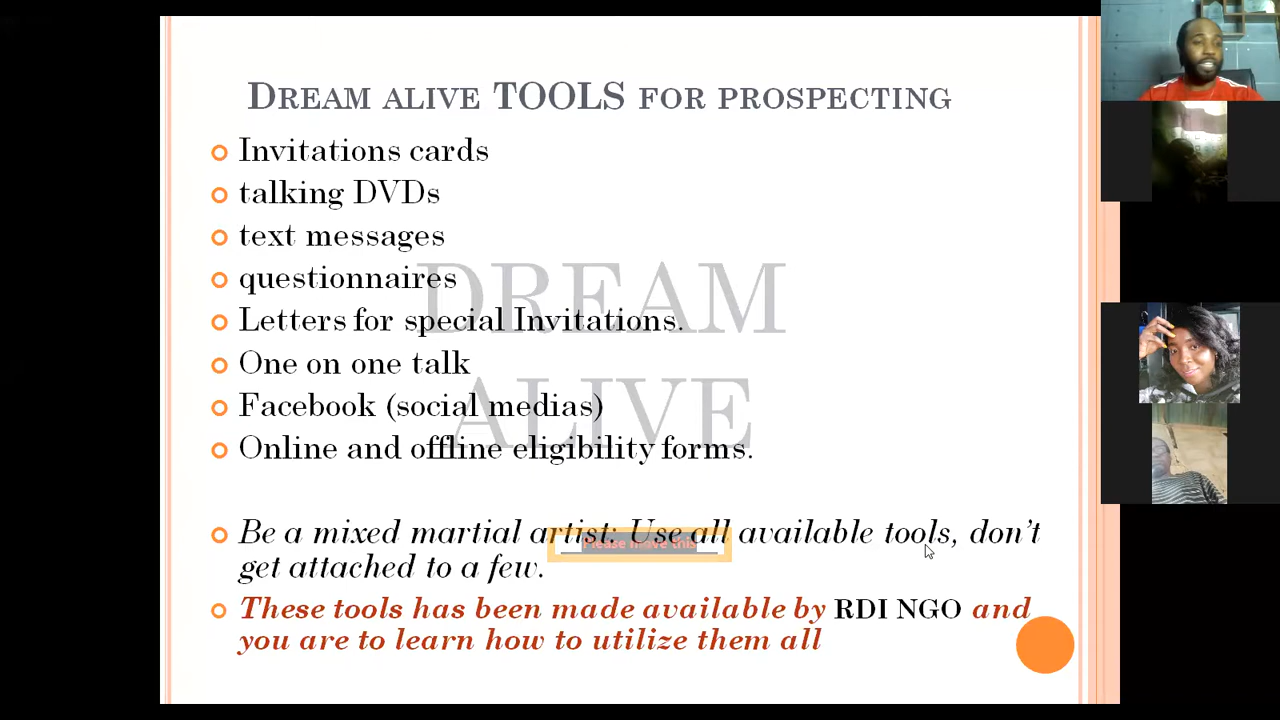 DREAM ALIVE TOOLS FOR PROSPECTING
Invitations cards
talking DVDs
text messages
questionnaires
Letters for special Invitations.
One on one talk
Facebook (social medias)
Online and offline eligibility forms.
DREAM
ALIVE
Be a mixed martial artist: Use all available tools, don't
get attached to a few.
Please move this
These tools has been made available by RDI NGO and
you are to learn how to utilize them all